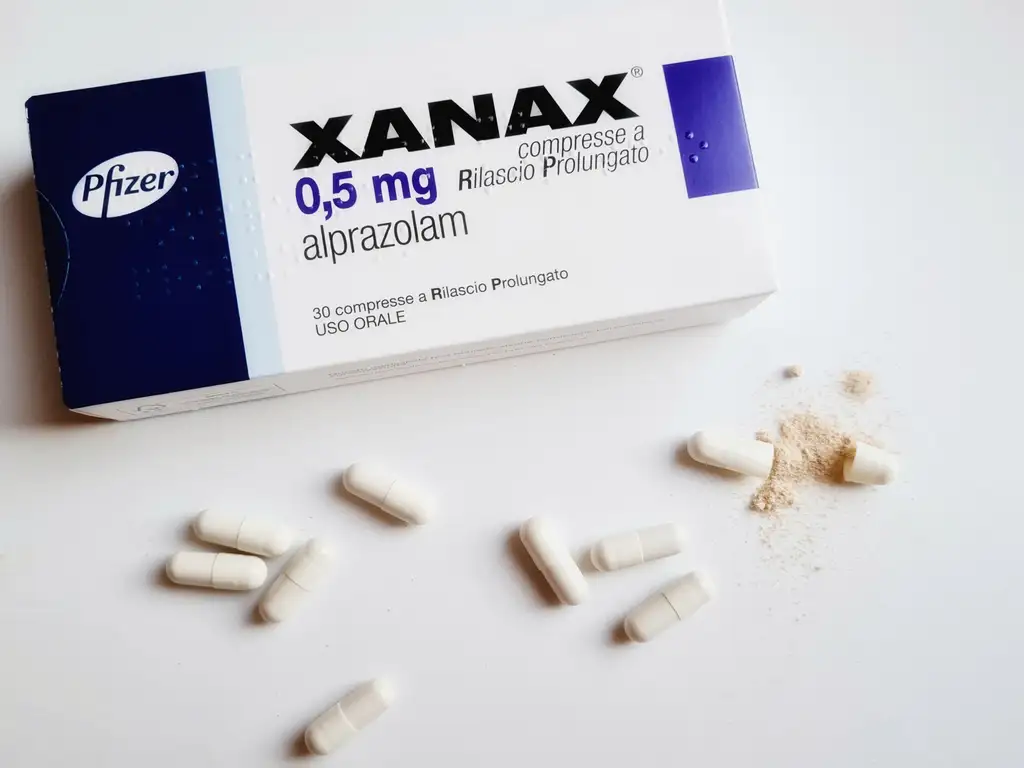 Pfizer
XANAX®
compresse a
0,5 mg Rilascio Prolungato
alprazolam
30 compresse a Rilascio Prolungato
USO ORALE